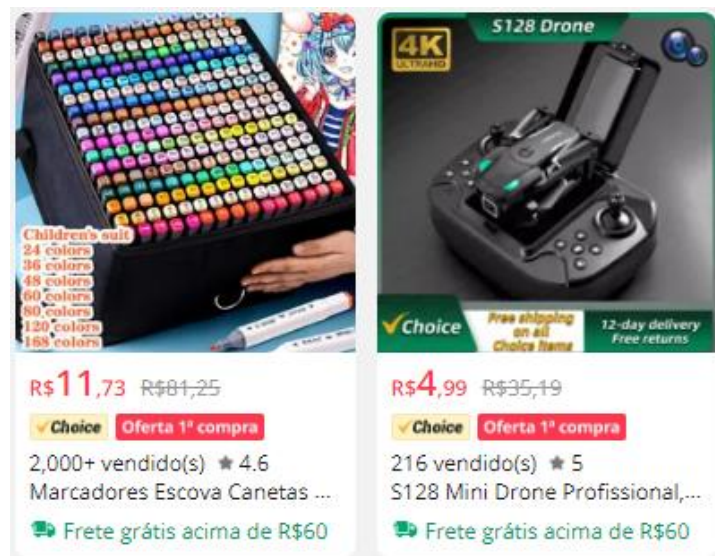 Children's suit
24 colors
36 colors
48 colors
60 colors
80 colors
120 colors
168 colors
R$11,73 R$81,25
Choice Oferta 1ª compra
2,000+ vendido(s) 4.6
Marcadores Escova Canetas ...
Frete grátis acima de R$60
S128 Drone
4K
ULTRAHD
Choice
Free shipping
on all
Choice Items
12-day delivery
Free returns
R$4,99 R$35,19
Choice Oferta 1ª compra
216 vendido(s) 5
S128 Mini Drone Profissional,...
Frete grátis acima de R$60